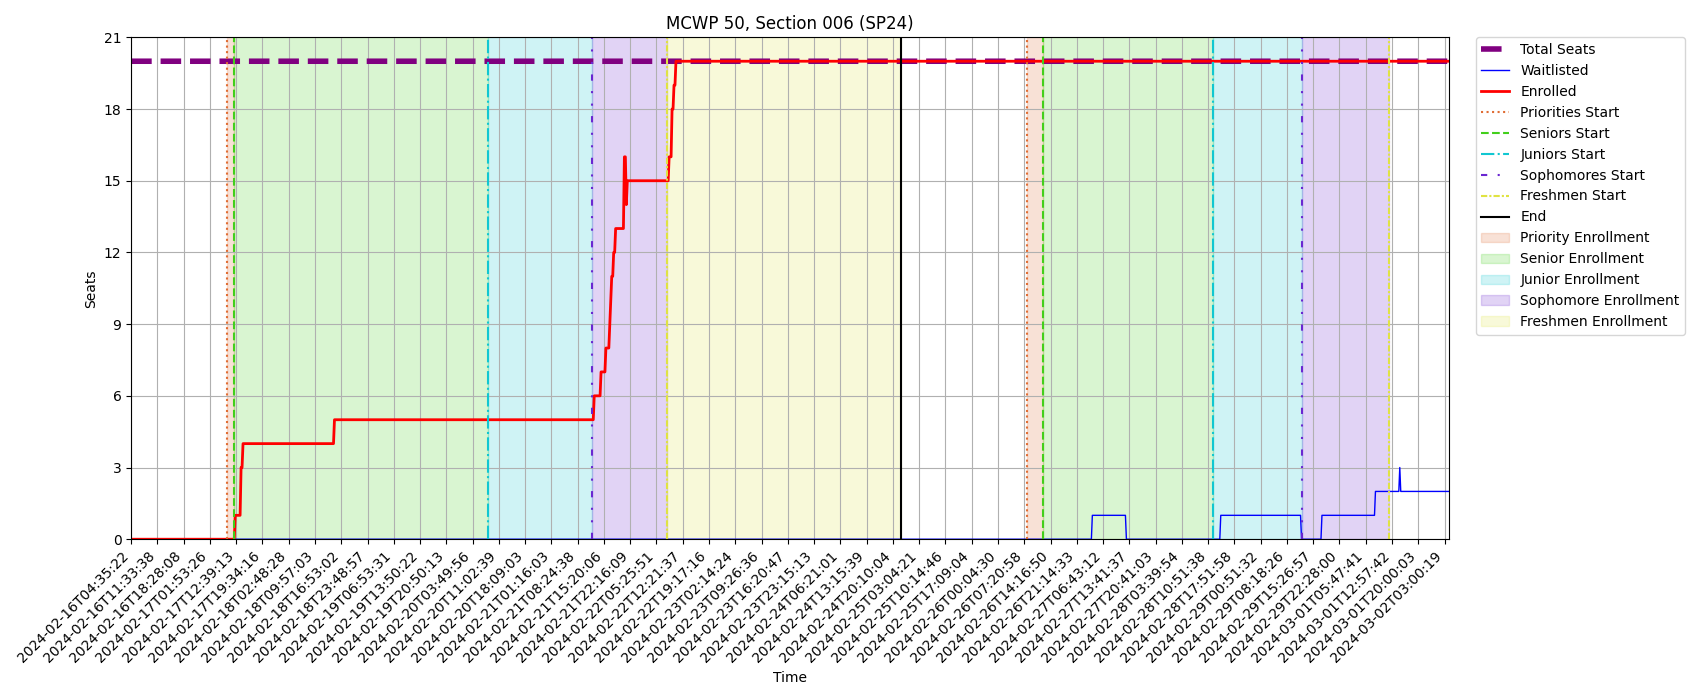 MCWP 50, Section 006 (SP24)
21
18
15
12
9
6
3
0
Seats
2024-02-16T04:35:22
2024-02-16T11:33:38
2024-02-16T18:28:08
2024-02-17T01:53:26
2024-02-17T12:39:13
2024-02-17T19:34:16
2024-02-18T02:48:28
2024-02-18T09:57:03
2024-02-18T16:53:02
2024-02-18T23:48:57
2024-02-19T06:53:31
2024-02-19T13:50:22
2024-02-19T20:50:13
2024-02-20T03:49:56
2024-02-20T11:02:39
2024-02-20T18:09:03
2024-02-21T01:16:03
2024-02-21T08:24:38
2024-02-21T15:20:06
2024-02-21T22:16:09
2024-02-22T05:25:51
2024-02-22T12:21:37
2024-02-22T19:17:16
2024-02-23T02:14:24
2024-02-23T09:26:36
2024-02-23T16:20:47
2024-02-23T23:15:13
2024-02-24T06:21:01
2024-02-24T13:15:39
2024-02-24T20:10:04
2024-02-25T03:04:21
2024-02-25T10:14:46
2024-02-25T17:09:04
2024-02-26T00:04:30
2024-02-26T07:20:58
2024-02-26T14:16:50
2024-02-26T21:14:33
2024-02-27T06:43:12
2024-02-27T13:41:37
2024-02-27T20:41:03
2024-02-28T03:39:54
2024-02-28T10:51:38
2024-02-28T17:51:58
2024-02-29T00:51:32
2024-02-29T08:18:26
2024-02-29T15:26:57
2024-02-29T22:28:00
2024-03-01T05:47:41
2024-03-01T12:57:42
2024-03-01T20:00:03
2024-03-02T03:00:19
Time
Total Seats
Waitlisted
Enrolled
Priorities Start
Seniors Start
Juniors Start
Sophomores Start
Freshmen Start
End
Priority Enrollment
Senior Enrollment
Junior Enrollment
Sophomore Enrollment
Freshmen Enrollment